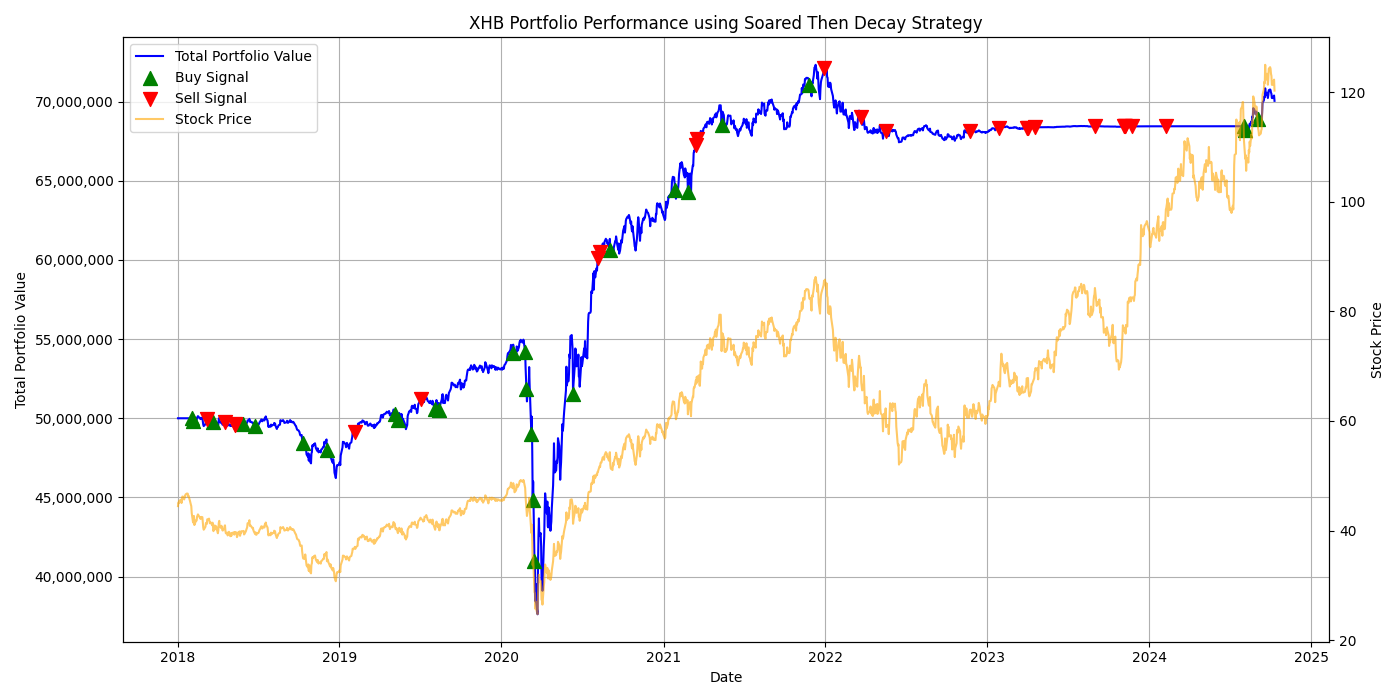 XHB Portfolio Performance using Soared Then Decay Strategy
Total Portfolio Value
Buy Signal
Sell Signal
Stock Price
70,000,000
65,000,000
60,000,000
55,000,000
50,000,000
45,000,000
40,000,000
Total Portfolio Value
120
100
80
60
40
20
Stock Price
2018
2019
2020
2021
2022
2023
2024
2025
Date